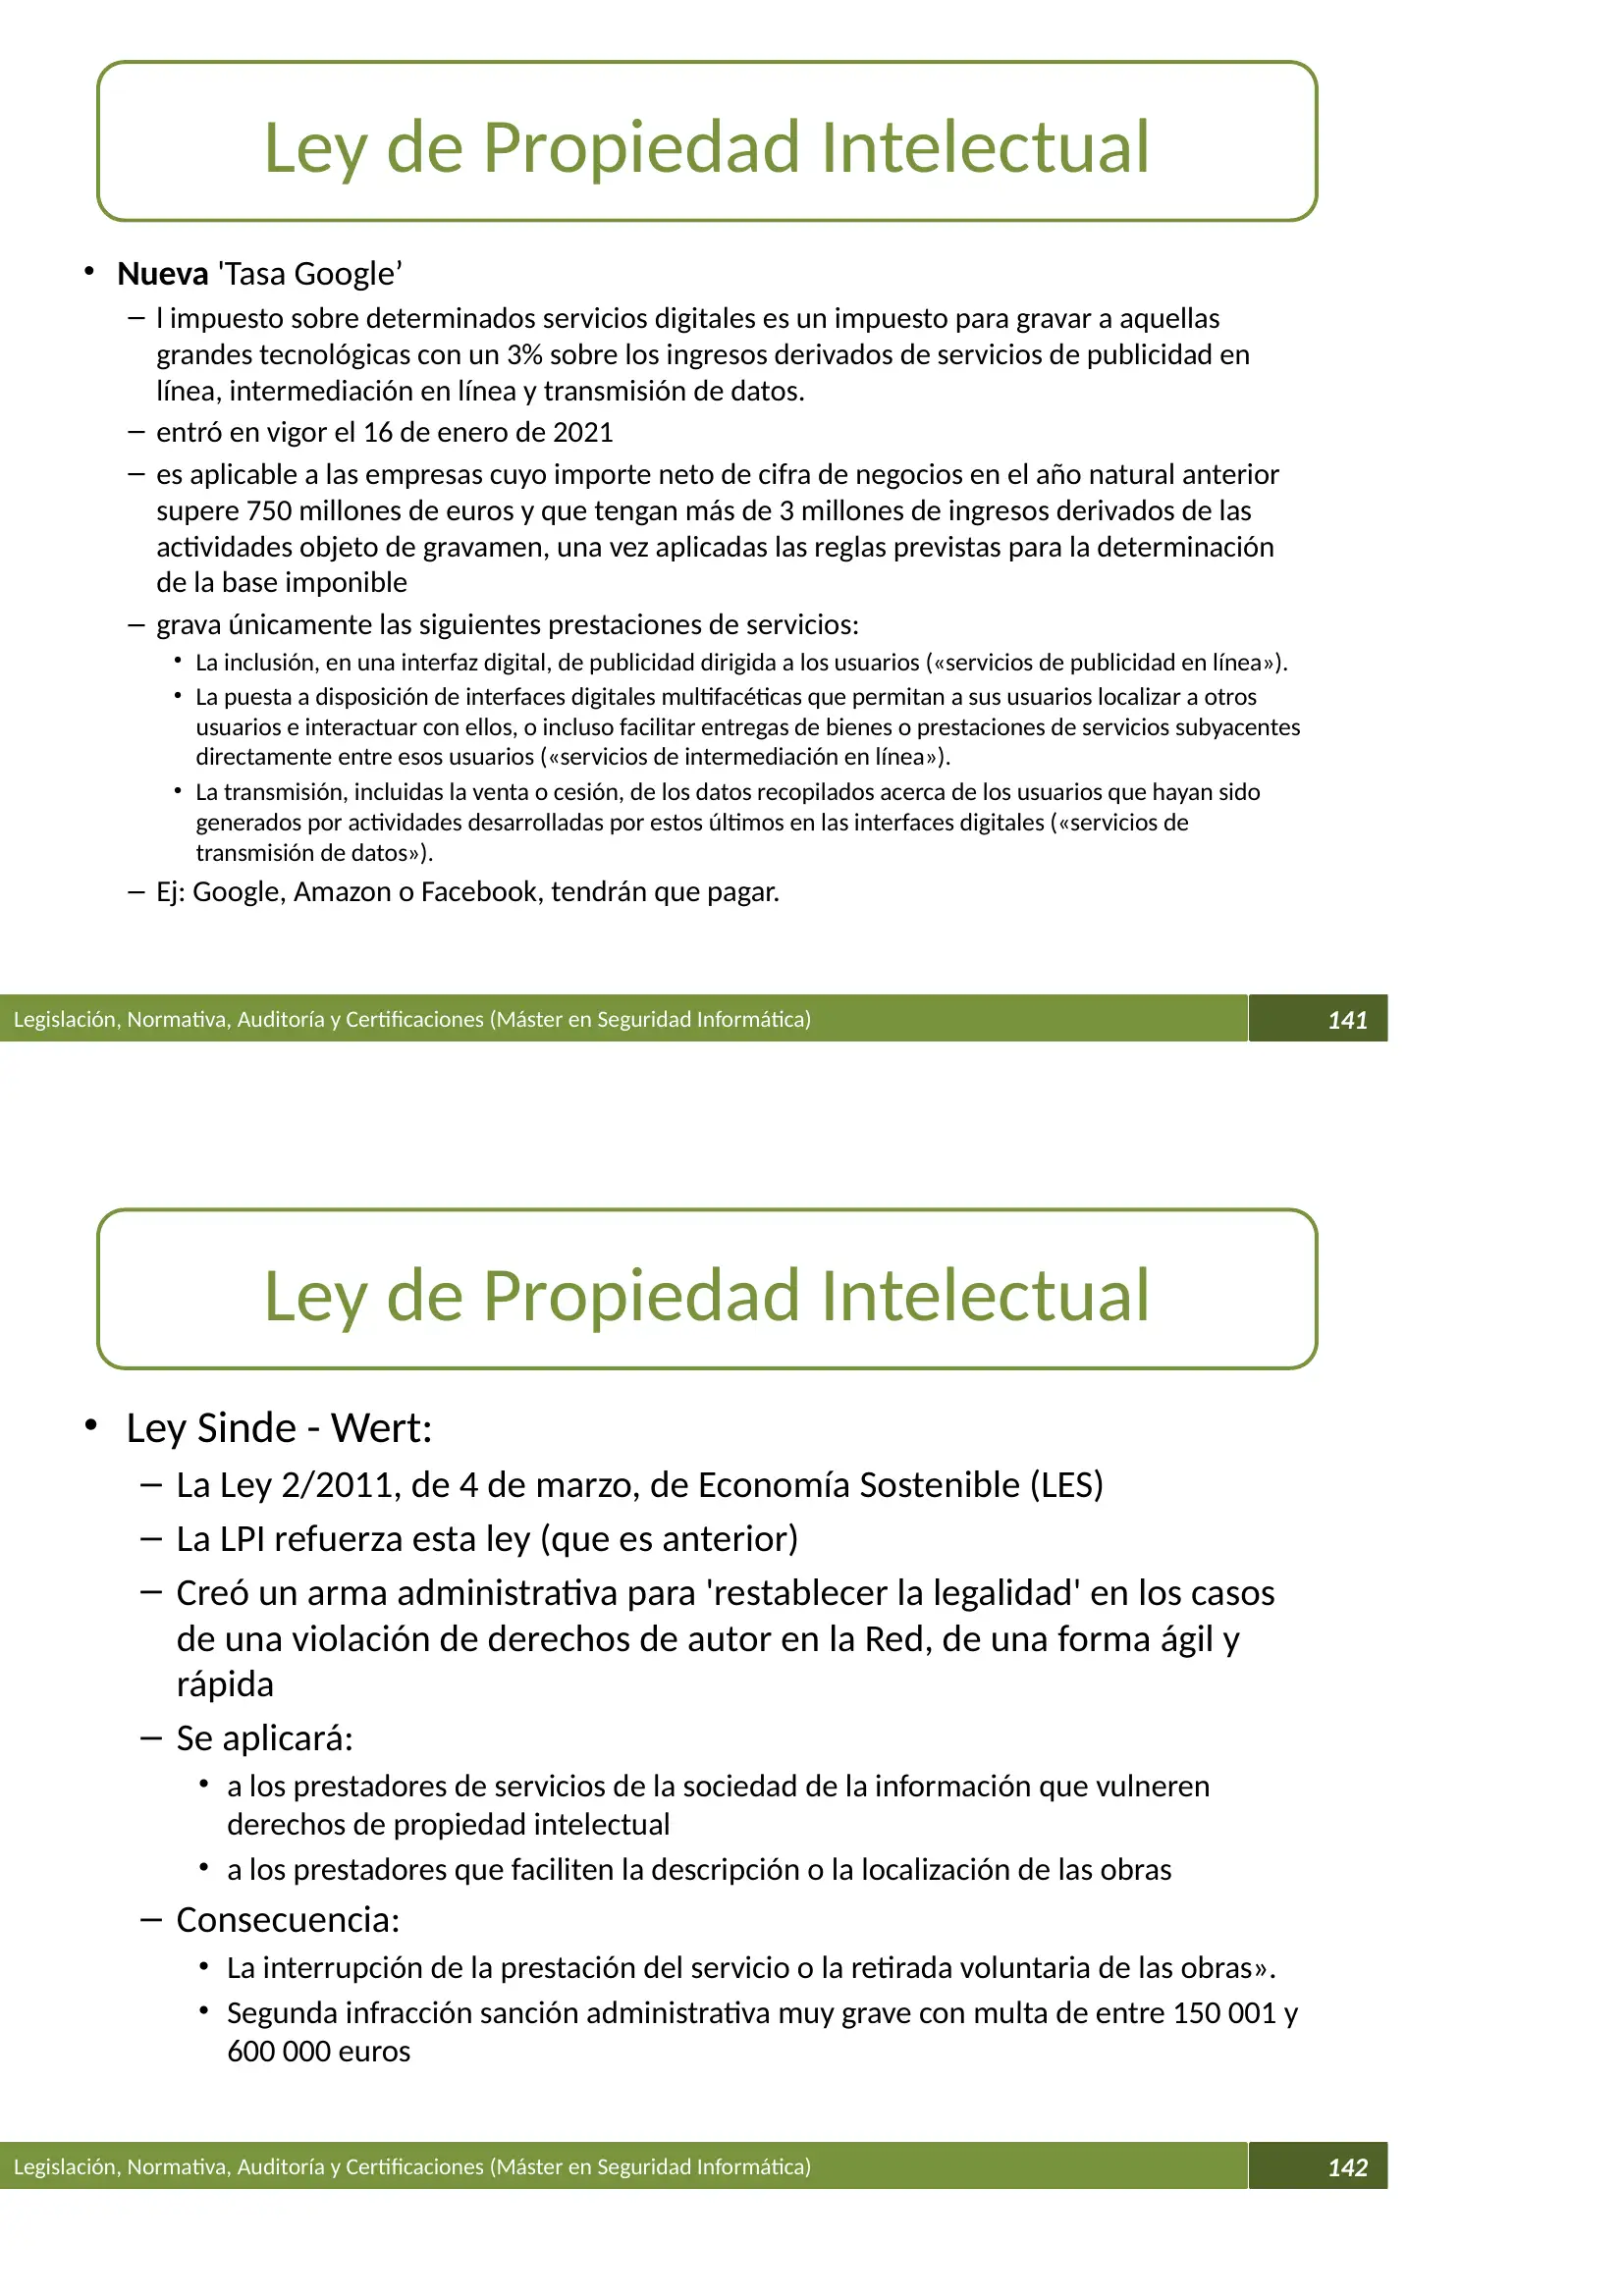 Ley de Propiedad Intelectual
• Nueva 'Tasa Google’
– l impuesto sobre determinados servicios digitales es un impuesto para gravar a aquellas
grandes tecnológicas con un 3% sobre los ingresos derivados de servicios de publicidad en
línea, intermediación en línea y transmisión de datos.
– entró en vigor el 16 de enero de 2021
– es aplicable a las empresas cuyo importe neto de cifra de negocios en el año natural anterior
supere 750 millones de euros y que tengan más de 3 millones de ingresos derivados de las
actividades objeto de gravamen, una vez aplicadas las reglas previstas para la determinación
de la base imponible
– grava únicamente las siguientes prestaciones de servicios:
• La inclusión, en una interfaz digital, de publicidad dirigida a los usuarios («servicios de publicidad en línea»).
• La puesta a disposición de interfaces digitales multifacéticas que permitan a sus usuarios localizar a otros
usuarios e interactuar con ellos, o incluso facilitar entregas de bienes o prestaciones de servicios subyacentes
directamente entre esos usuarios («servicios de intermediación en línea»).
• La transmisión, incluidas la venta o cesión, de los datos recopilados acerca de los usuarios que hayan sido
generados por actividades desarrolladas por estos últimos en las interfaces digitales («servicios de
transmisión de datos»).
– Ej: Google, Amazon o Facebook, tendrán que pagar.
Legislación, Normativa, Auditoría y Certificaciones (Máster en Seguridad Informática) 141
Ley de Propiedad Intelectual
• Ley Sinde - Wert:
– La Ley 2/2011, de 4 de marzo, de Economía Sostenible (LES)
– La LPI refuerza esta ley (que es anterior)
– Creó un arma administrativa para 'restablecer la legalidad' en los casos
de una violación de derechos de autor en la Red, de una forma ágil y
rápida
– Se aplicará:
• a los prestadores de servicios de la sociedad de la información que vulneren
derechos de propiedad intelectual
• a los prestadores que faciliten la descripción o la localización de las obras
– Consecuencia:
• La interrupción de la prestación del servicio o la retirada voluntaria de las obras».
• Segunda infracción sanción administrativa muy grave con multa de entre 150 001 y
600 000 euros
Legislación, Normativa, Auditoría y Certificaciones (Máster en Seguridad Informática) 142